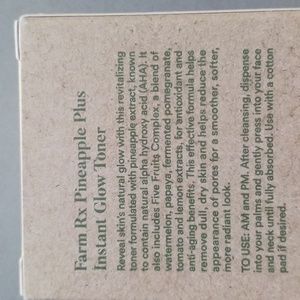 Farm Rx Pineapple Plus
Instant Glow Toner
Reveal skin's natural glow with this revitalizing
toner formulated with pineapple extract, known
to contain natural alpha hydroxy acid (AHA). It
also includes Five Fruits Complex, a blend of
watermelon, papaya, fermented pomegranate,
tomato and lemon extracts, for antioxidant and
anti-aging benefits. This effective formula helps
remove dull, dry skin and helps reduce the
appearance of pores for a smoother, softer,
more radiant look.
TO USE: AM and PM. After cleansing, dispense
into your palms and gently press into your face
and neck until fully absorbed. Use with a cotton
pad if desired.